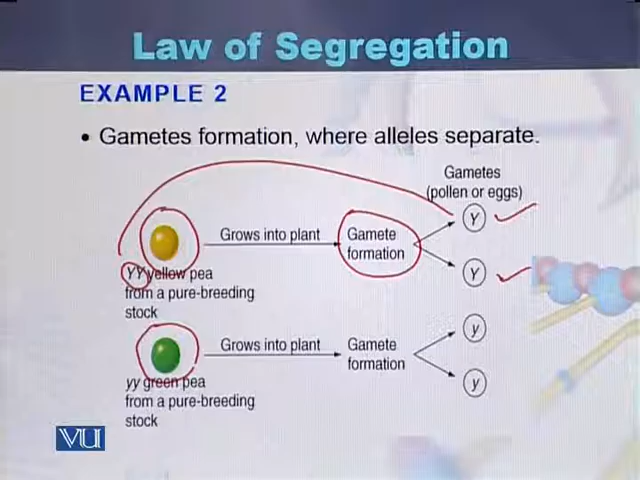 Law of Segregation
EXAMPLE 2
• Gametes formation, where alleles separate.
Gametes
(pollen or eggs)
Y
Grows into plant
Gamete
formation
YY yellow pea
from a pure-breeding
stock
Y
y
Grows into plant
Gamete
formation
yy green pea
from a pure-breeding
stock
y
VU